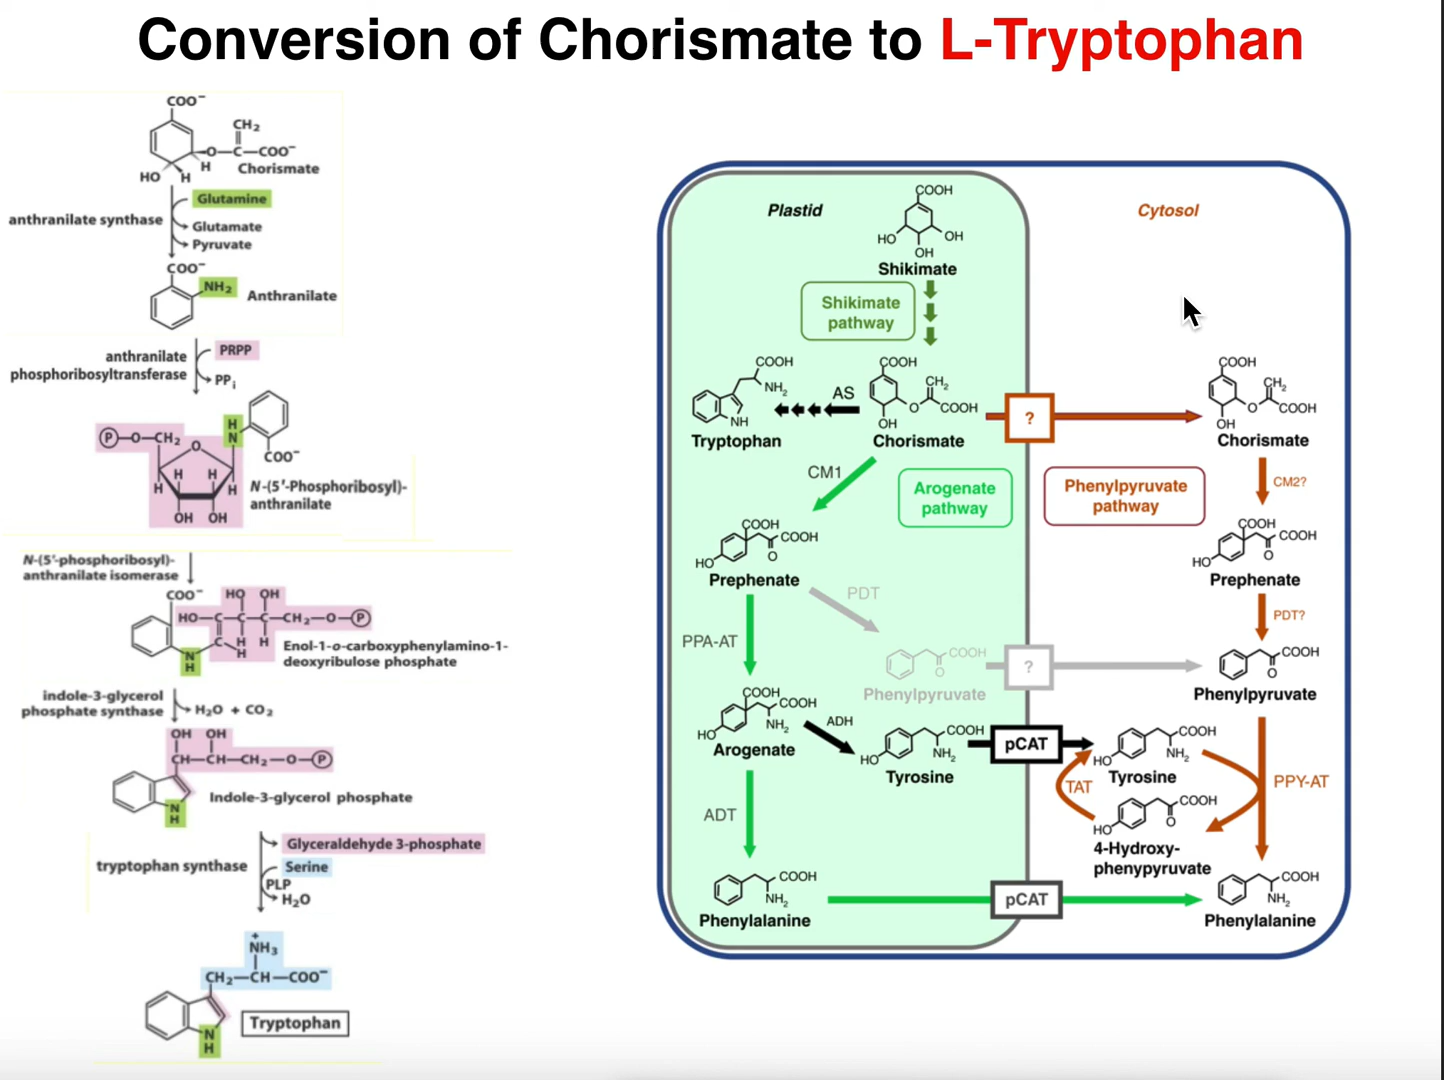 Conversion of Chorismate to L-Tryptophan
COO⁻
CH₂
O—C—COO⁻
H
HO
H
Chorismate
Glutamine
anthranilate synthase
Glutamate
Pyruvate
COO⁻
NH₂
Anthranilate
anthranilate
phosphoribosyltransferase
PRPP
PPi
H
N
P—O—CH₂
O
COO⁻
H
H
H
H
OH
OH
N-(5′-Phosphoribosyl)-
anthranilate
N-(5′-phosphoribosyl)-
anthranilate isomerase
COO⁻
HO
OH
HO—C—C—C—CH₂—O—P
C
H
H
H
N
H
Enol-1-o-carboxyphenylamino-1-
deoxyribulose phosphate
indole-3-glycerol
phosphate synthase
H₂O + CO₂
OH
OH
CH—CH—CH₂—O—P
N
H
Indole-3-glycerol phosphate
Glyceraldehyde 3-phosphate
tryptophan synthase
Serine
PLP
H₂O
+
NH₃
CH₂—CH—COO⁻
N
H
Tryptophan
Plastid
Cytosol
COOH
HO
OH
OH
Shikimate
Shikimate
pathway
COOH
NH₂
NH
Tryptophan
AS
COOH
CH₂
O
COOH
OH
Chorismate
?
COOH
CH₂
O
COOH
OH
Chorismate
CM1
Arogenate
pathway
Phenylpyruvate
pathway
CM2?
COOH
COOH
O
HO
Prephenate
COOH
COOH
O
HO
Prephenate
PDT
PDT?
PPA-AT
COOH
O
Phenylpyruvate
?
COOH
O
Phenylpyruvate
COOH
COOH
NH₂
HO
Arogenate
ADH
COOH
NH₂
HO
Tyrosine
pCAT
COOH
NH₂
HO
Tyrosine
TAT
PPY-AT
COOH
O
HO
4-Hydroxy-
phenypyruvate
ADT
COOH
NH₂
Phenylalanine
pCAT
COOH
NH₂
Phenylalanine